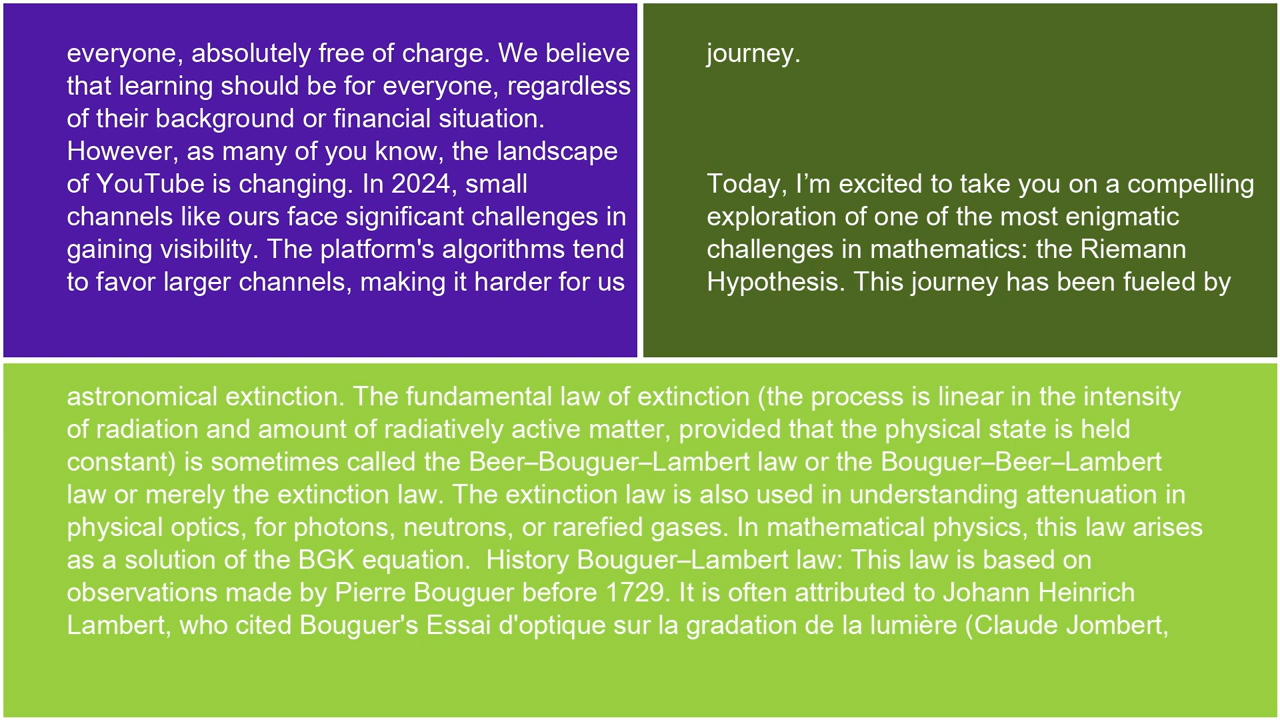 everyone, absolutely free of charge. We believe
that learning should be for everyone, regardless
of their background or financial situation.
However, as many of you know, the landscape
of YouTube is changing. In 2024, small
channels like ours face significant challenges in
gaining visibility. The platform's algorithms tend
to favor larger channels, making it harder for us
journey.
Today, I’m excited to take you on a compelling
exploration of one of the most enigmatic
challenges in mathematics: the Riemann
Hypothesis. This journey has been fueled by
astronomical extinction. The fundamental law of extinction (the process is linear in the intensity
of radiation and amount of radiatively active matter, provided that the physical state is held
constant) is sometimes called the Beer–Bouguer–Lambert law or the Bouguer–Beer–Lambert
law or merely the extinction law. The extinction law is also used in understanding attenuation in
physical optics, for photons, neutrons, or rarefied gases. In mathematical physics, this law arises
as a solution of the BGK equation.  History Bouguer–Lambert law: This law is based on
observations made by Pierre Bouguer before 1729. It is often attributed to Johann Heinrich
Lambert, who cited Bouguer's Essai d'optique sur la gradation de la lumière (Claude Jombert,